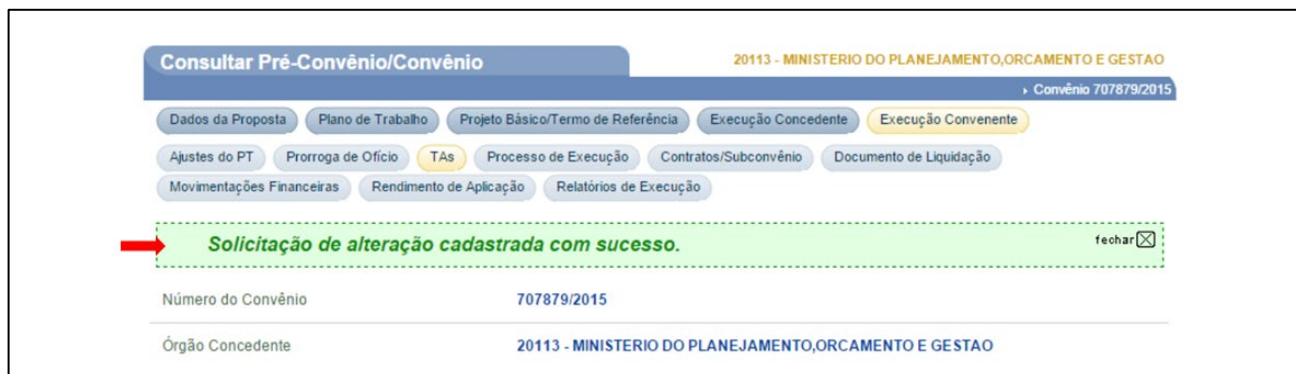 Consultar Pré-Convênio/Convênio
20113 - MINISTERIO DO PLANEJAMENTO,ORCAMENTO E GESTAO
Convênio 707879/2015
Dados da Proposta Plano de Trabalho Projeto Básico/Termo de Referência Execução Concedente Execução Convenente
Ajustes do PT Prorroga de Ofício TAs Processo de Execução Contratos/Subconvênio Documento de Liquidação
Movimentações Financeiras Rendimento de Aplicação Relatórios de Execução
Solicitação de alteração cadastrada com sucesso. fechar
Número do Convênio 707879/2015
Órgão Concedente 20113 - MINISTERIO DO PLANEJAMENTO,ORCAMENTO E GESTAO